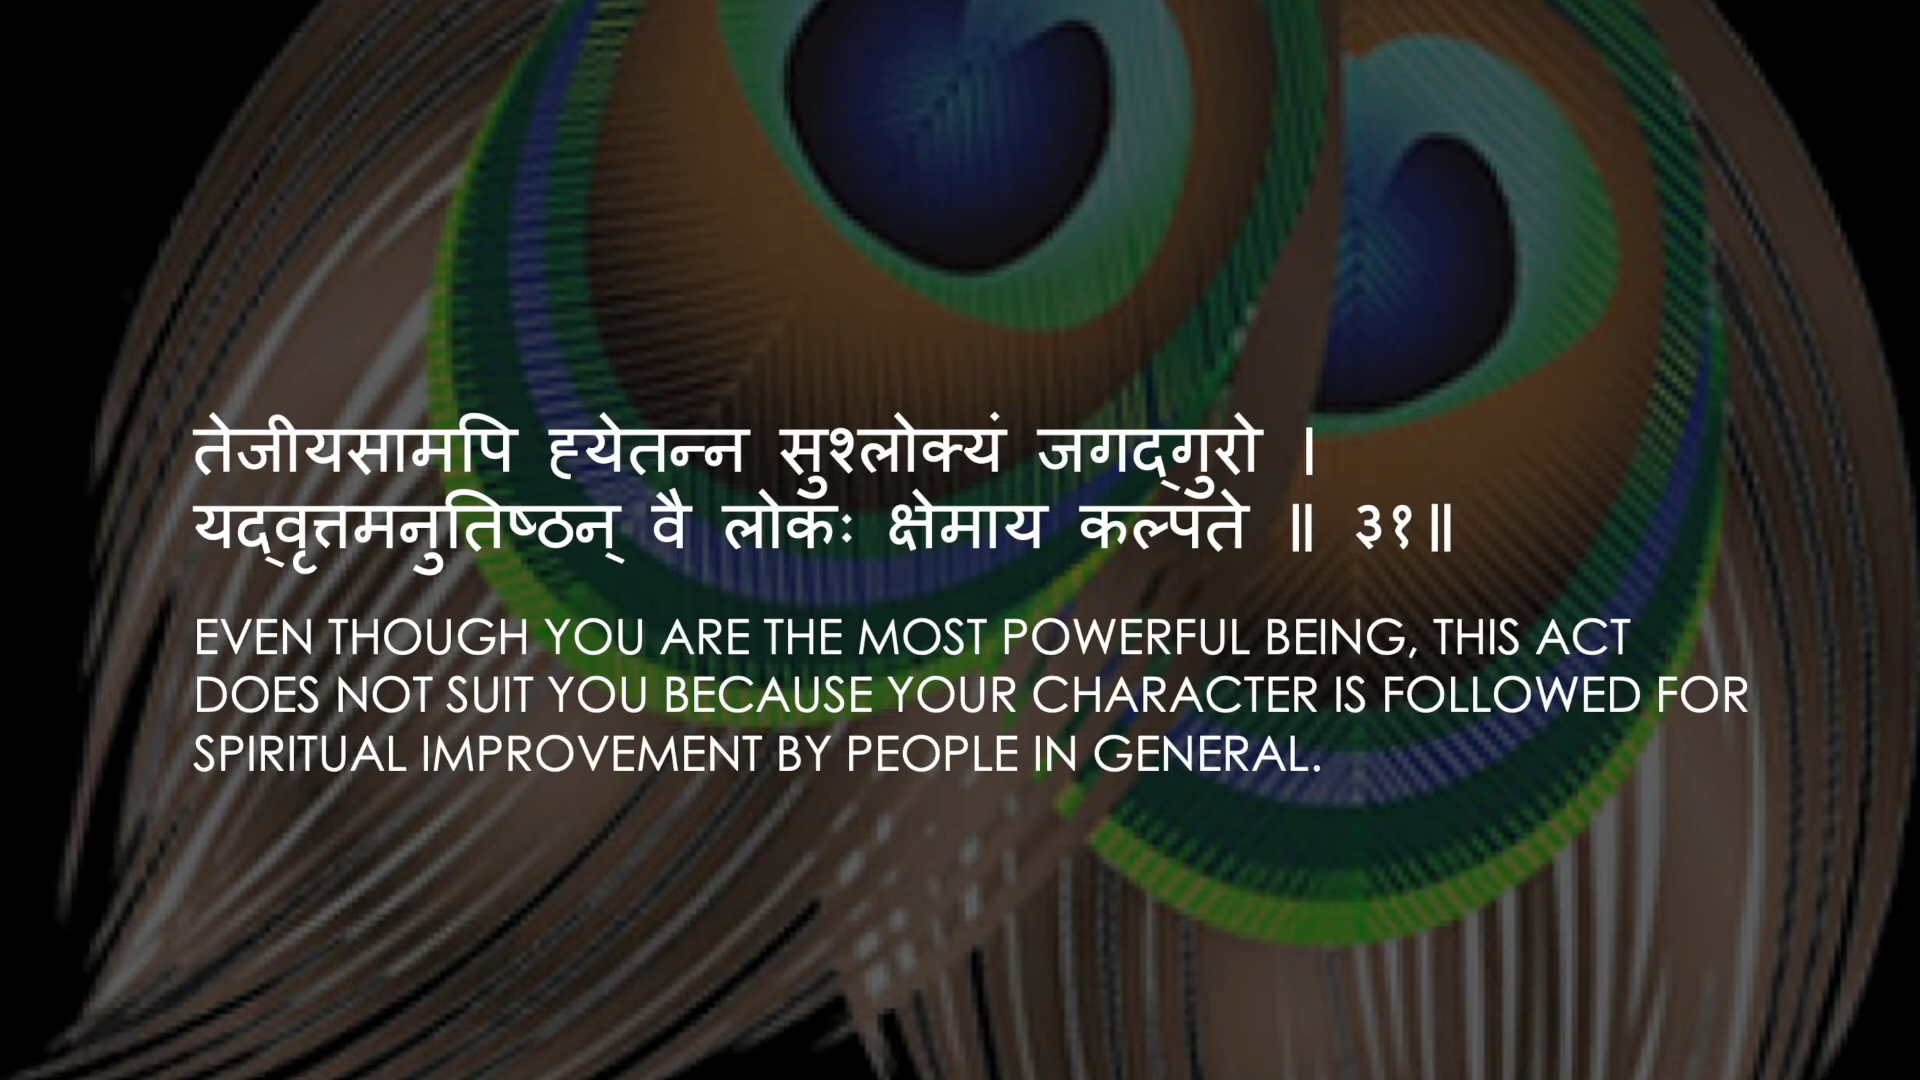 तेजीयसामपि ह्येतन्न सुश्लोक्यं जगद्गुरो ।
यद्वृत्तमनुतिष्ठन् वै लोकः क्षेमाय कल्पते ॥ ३१॥
EVEN THOUGH YOU ARE THE MOST POWERFUL BEING, THIS ACT
DOES NOT SUIT YOU BECAUSE YOUR CHARACTER IS FOLLOWED FOR
SPIRITUAL IMPROVEMENT BY PEOPLE IN GENERAL.